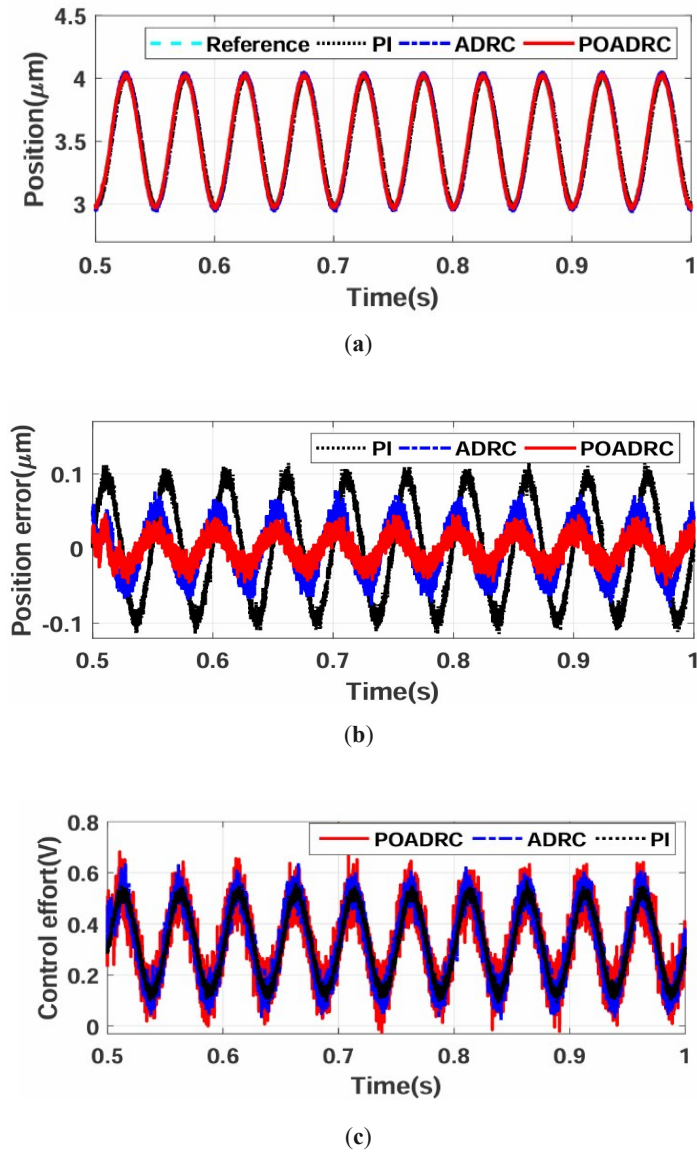 4.5
Reference PI ADRC POADRC
4
3.5
3
Position(μm)
0.5 0.6 0.7 0.8 0.9 1
Time(s)
(a)
PI ADRC POADRC
0.1
0
-0.1
Position error(μm)
0.5 0.6 0.7 0.8 0.9 1
Time(s)
(b)
0.8
POADRC ADRC PI
0.6
0.4
0.2
0
Control effort(V)
0.5 0.6 0.7 0.8 0.9 1
Time(s)
(c)